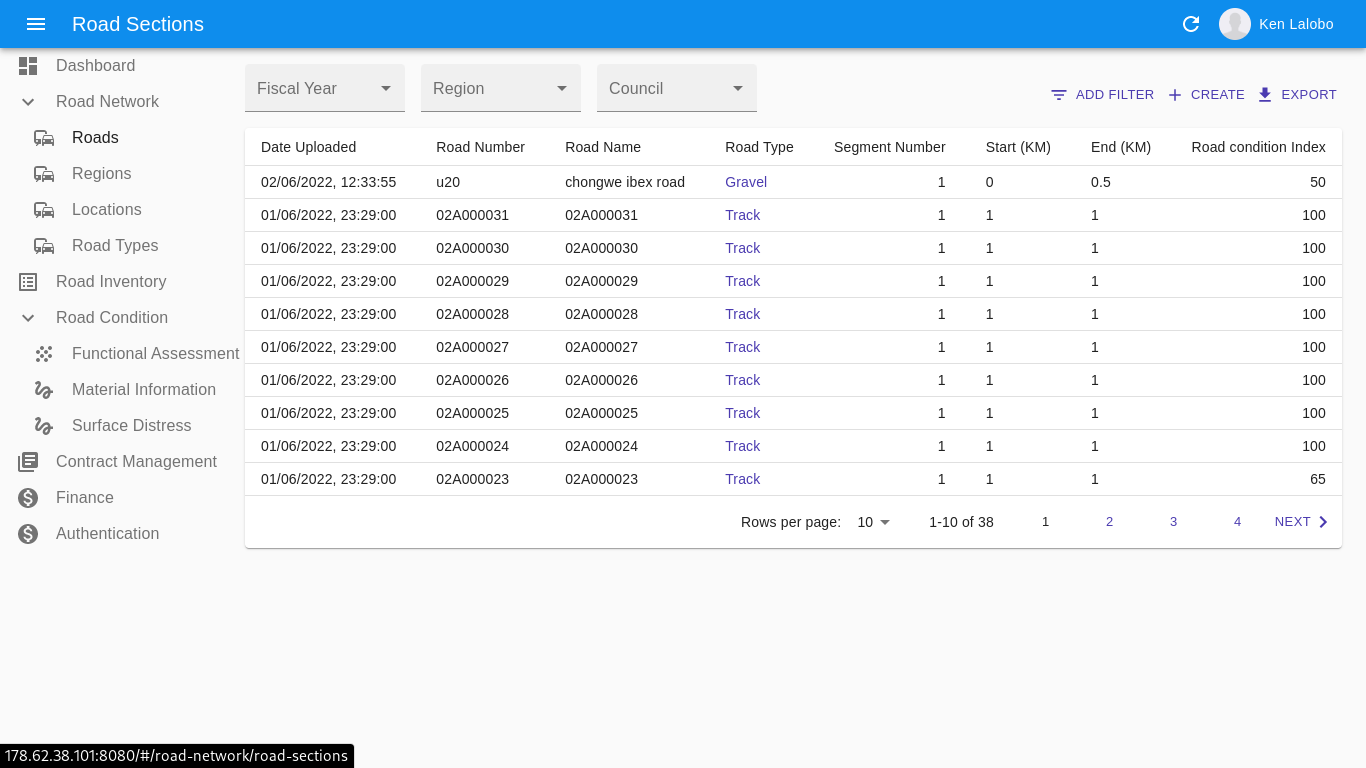 Road Sections
Ken Lalobo
Dashboard
Road Network
Roads
Regions
Locations
Road Types
Road Inventory
Road Condition
Functional Assessment
Material Information
Surface Distress
Contract Management
Finance
Authentication
Fiscal Year Region Council
ADD FILTER CREATE EXPORT
Date Uploaded Road Number Road Name Road Type Segment Number Start (KM) End (KM) Road condition Index
02/06/2022, 12:33:55 u20 chongwe ibex road Gravel 1 0 0.5 50
01/06/2022, 23:29:00 02A000031 02A000031 Track 1 1 1 100
01/06/2022, 23:29:00 02A000030 02A000030 Track 1 1 1 100
01/06/2022, 23:29:00 02A000029 02A000029 Track 1 1 1 100
01/06/2022, 23:29:00 02A000028 02A000028 Track 1 1 1 100
01/06/2022, 23:29:00 02A000027 02A000027 Track 1 1 1 100
01/06/2022, 23:29:00 02A000026 02A000026 Track 1 1 1 100
01/06/2022, 23:29:00 02A000025 02A000025 Track 1 1 1 100
01/06/2022, 23:29:00 02A000024 02A000024 Track 1 1 1 100
01/06/2022, 23:29:00 02A000023 02A000023 Track 1 1 1 65
Rows per page: 10 1-10 of 38 1 2 3 4 NEXT
178.62.38.101:8080/#/road-network/road-sections